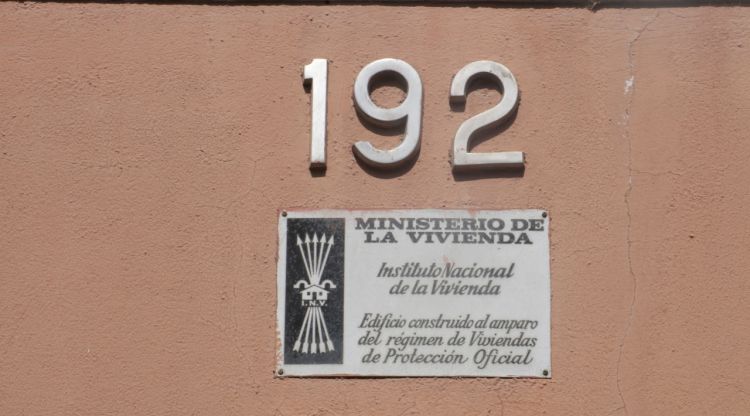 192
MINISTERIO DE
LA VIVIENDA
Instituto Nacional
de la Vivienda
I.N.V.
Edificio construido al amparo
del régimen de Viviendas
de Protección Oficial